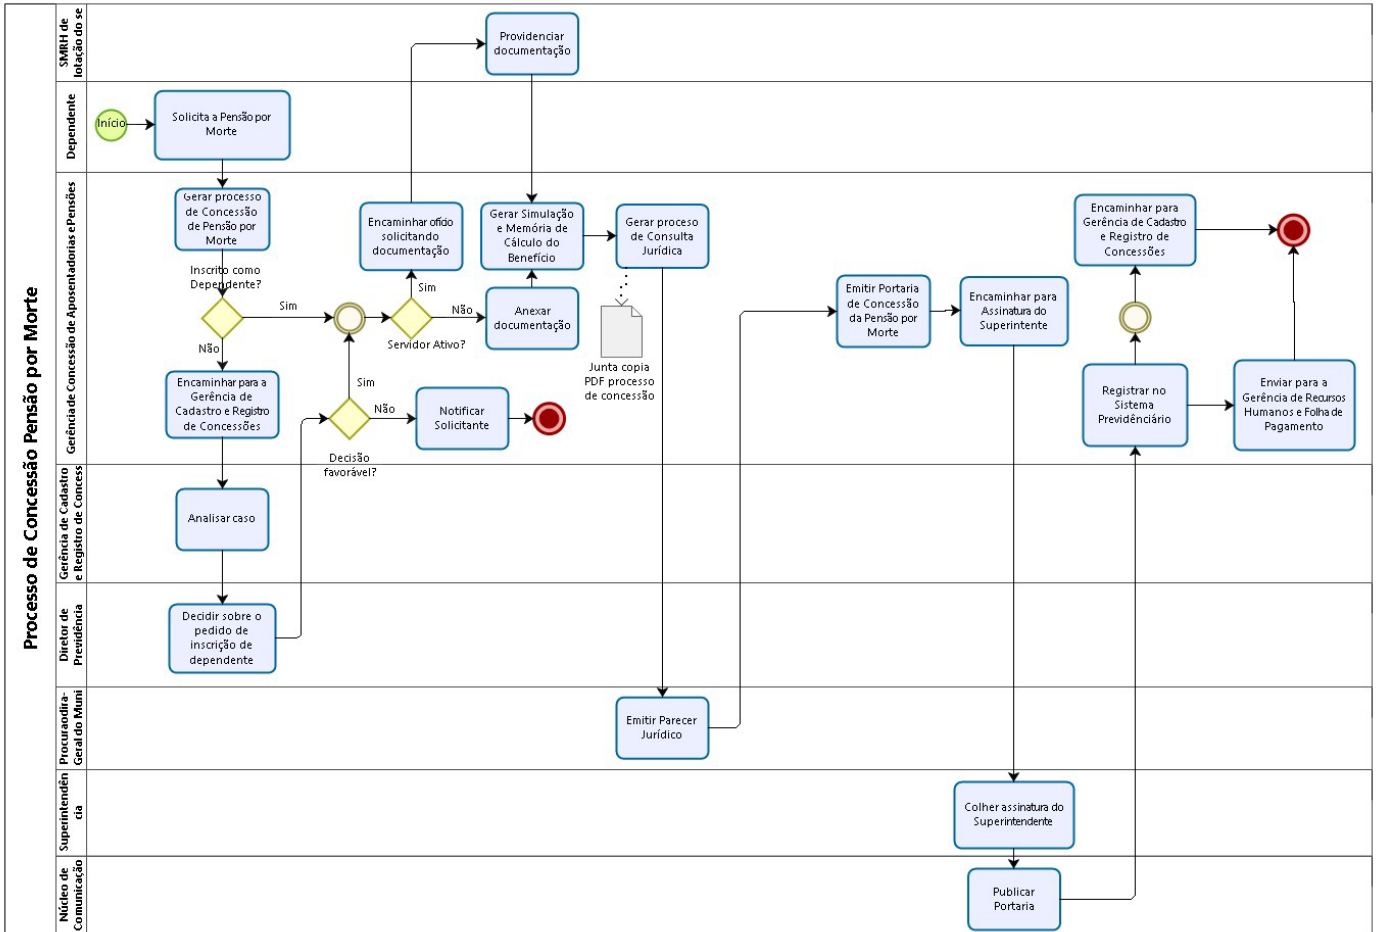 Processo de Concessão Pensão por Morte
SMRH de
lotação do se
Providenciar
documentação
Dependente
Início
Solicita a Pensão por
Morte
Gerência de Concessão de Aposentadorias e Pensões
Gerar processo
de Concessão
de Pensão por
Morte
Inscrito como
Dependente?
Sim
Não
Encaminhar para a
Gerência de
Cadastro e Registro
de Concessões
Encaminhar ofício
solicitando
documentação
Sim
Não
Servidor Ativo?
Sim
Não
Decisão
favorável?
Notificar
Solicitante
Gerar Simulação
e Memória de
Cálculo do
Benefício
Anexar
documentação
Gerar proceso
de Consulta
Jurídica
Junta copia
PDF processo
de concessão
Emitir Portaria
de Concessão
da Pensão por
Morte
Encaminhar para
Assinatura do
Superintente
Encaminhar para
Gerência de Cadastro
e Registro de
Concessões
Registrar no
Sistema
Previdênciário
Enviar para a
Gerência de Recursos
Humanos e Folha de
Pagamento
Gerência de Cadastro
e Registro de Concess
Analisar caso
Diretor de
Previdência
Decidir sobre o
pedido de
inscrição de
dependente
Procuraodira-
Geral do Muni
Emitir Parecer
Jurídico
Superintendên
cia
Colher assinatura do
Superintendente
Núcleo de
Comunicação
Publicar
Portaria